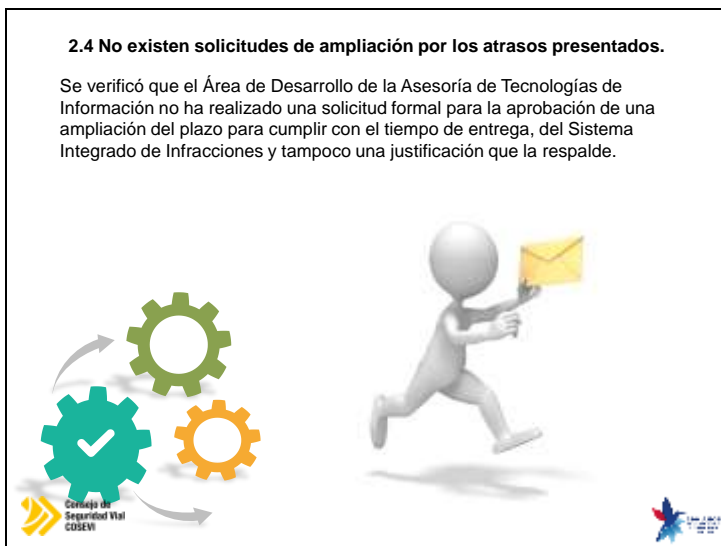 2.4 No existen solicitudes de ampliación por los atrasos presentados.
Se verificó que el Área de Desarrollo de la Asesoría de Tecnologías de
Información no ha realizado una solicitud formal para la aprobación de una
ampliación del plazo para cumplir con el tiempo de entrega, del Sistema
Integrado de Infracciones y tampoco una justificación que la respalde.
Consejo de
Seguridad Vial
COSEVI